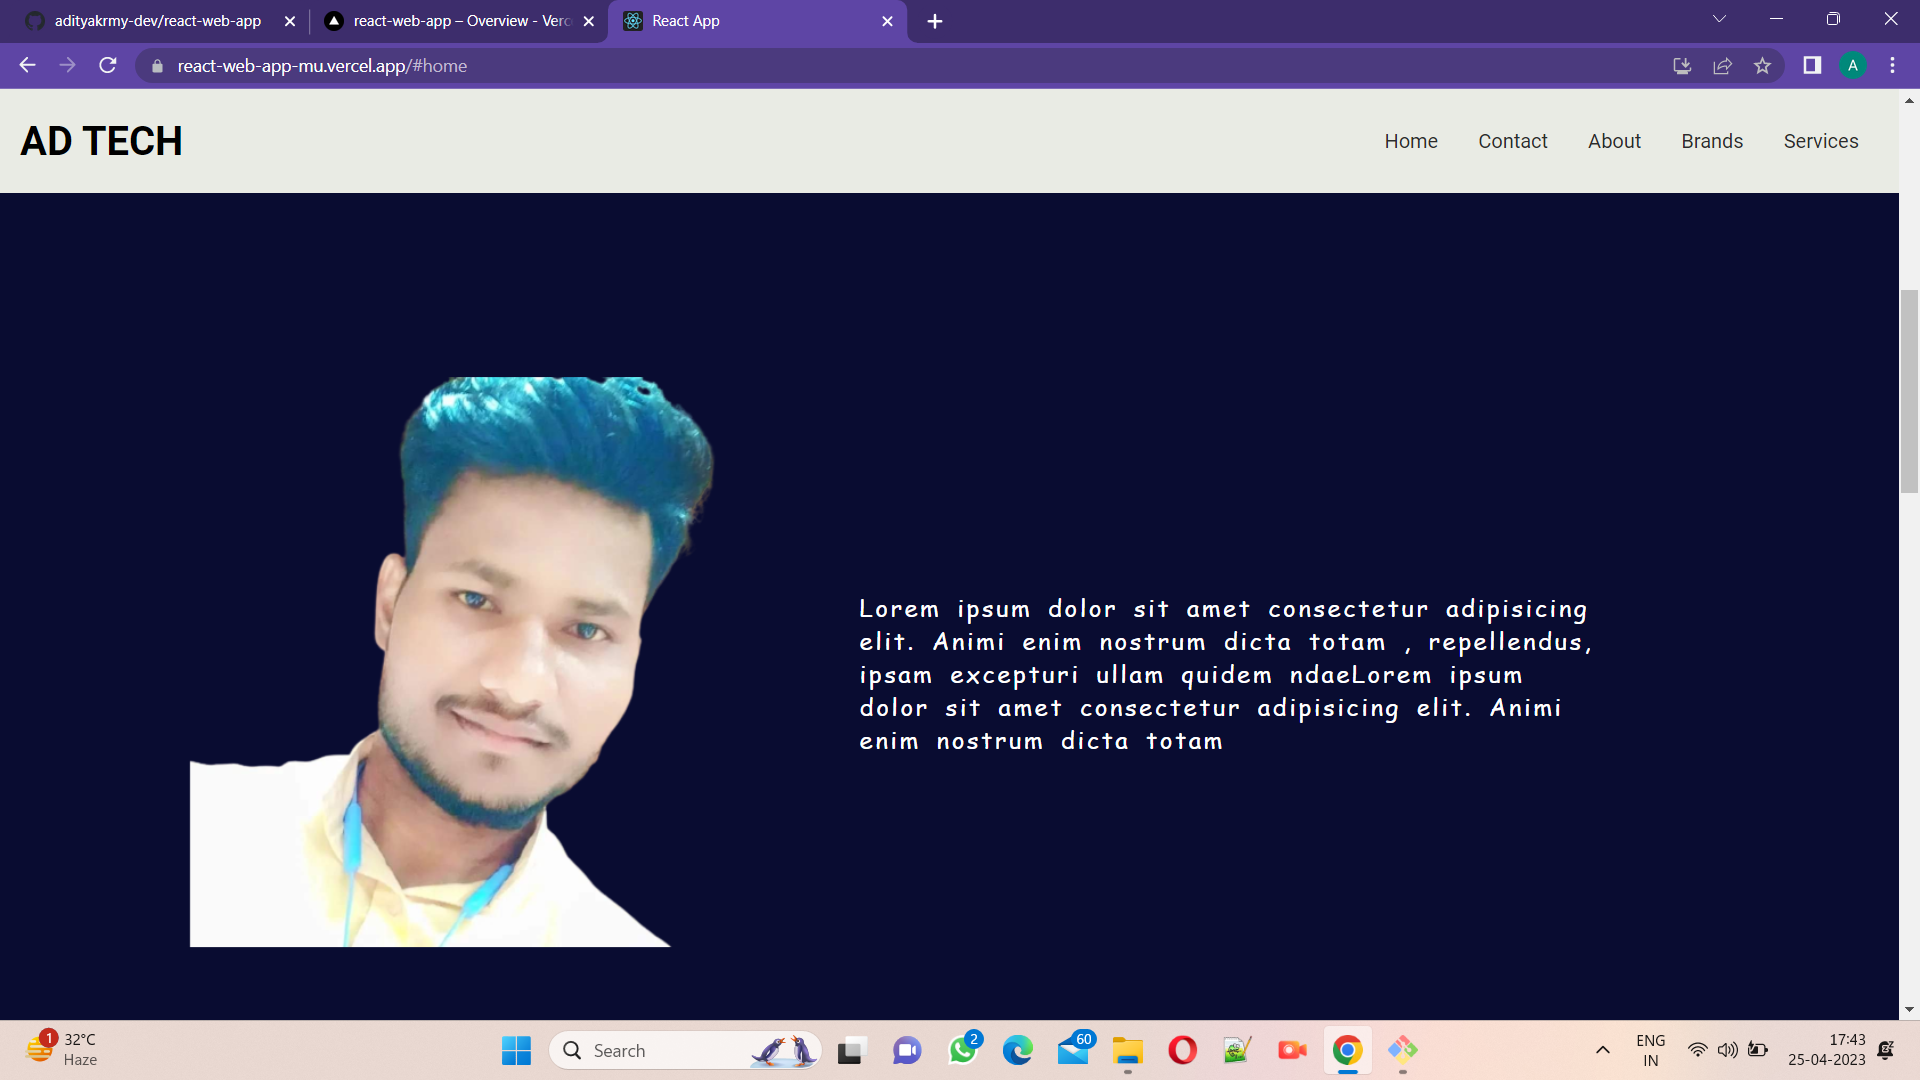 adityakrmy-dev/react-web-app
react-web-app – Overview - Verc
React App
react-web-app-mu.vercel.app/#home
A
AD TECH
Home
Contact
About
Brands
Services
Lorem ipsum dolor sit amet consectetur adipisicing
elit. Animi enim nostrum dicta totam , repellendus,
ipsam excepturi ullam quidem ndaeLorem ipsum
dolor sit amet consectetur adipisicing elit. Animi
enim nostrum dicta totam
1
32°C
Haze
Search
2
60
ENG
IN
17:43
25-04-2023